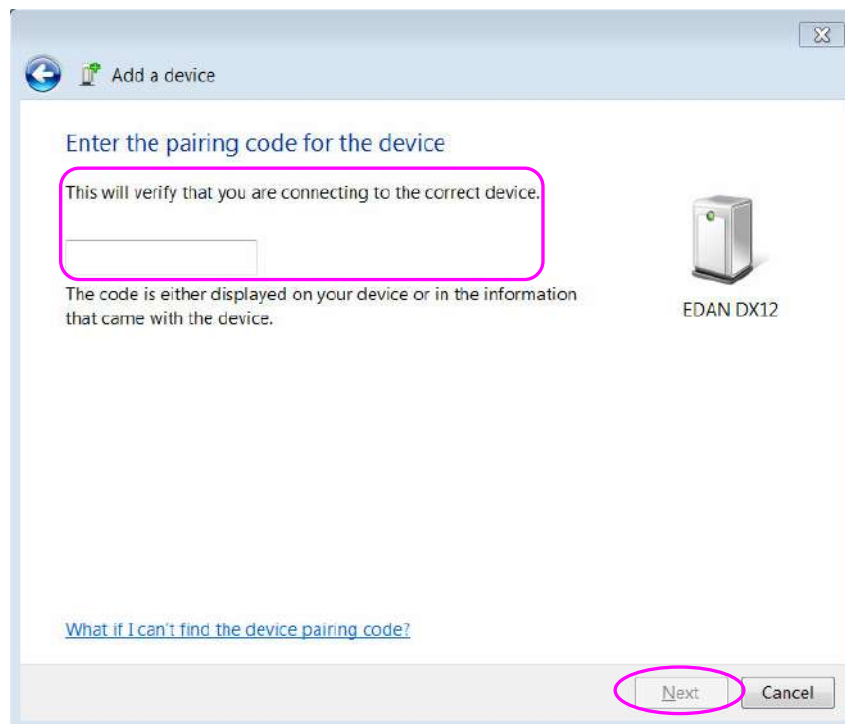 Add a device
Enter the pairing code for the device
This will verify that you are connecting to the correct device.
The code is either displayed on your device or in the information
that came with the device.
EDAN DX12
What if I can't find the device pairing code?
Next
Cancel